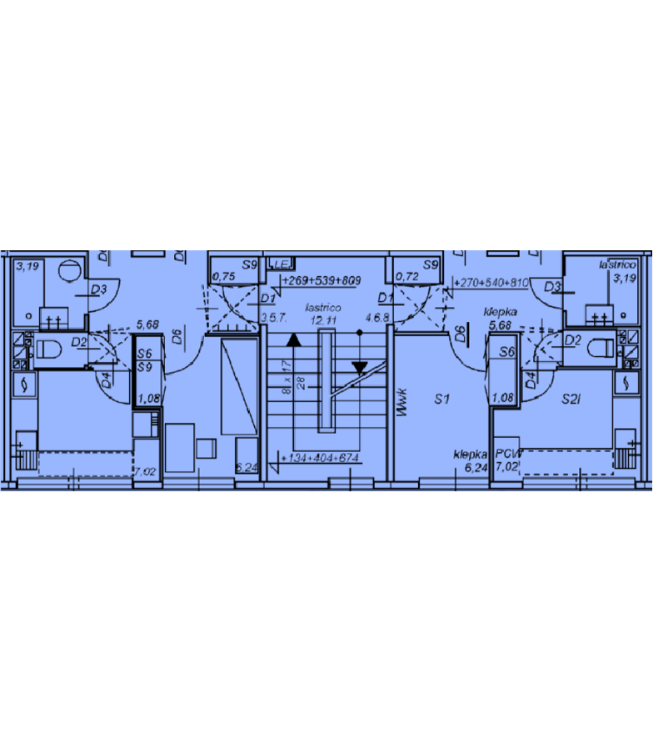 3,19
S9
0,75
LE
+269+539+809
S9
0,72
+270+540+810
lastrico
3,19
D3
D1
lastrico
12,11
D1
D3
3.5.7.
4.6.8.
klepka
5,68
D6
5,68
D6
D2
D2
S6
S9
1,08
D4
8 x 17
28
Wwk
S1
S6
1,08
D4
S2l
7,02
6,24
+134+404+674
klepka
6,24
PCV
7,02